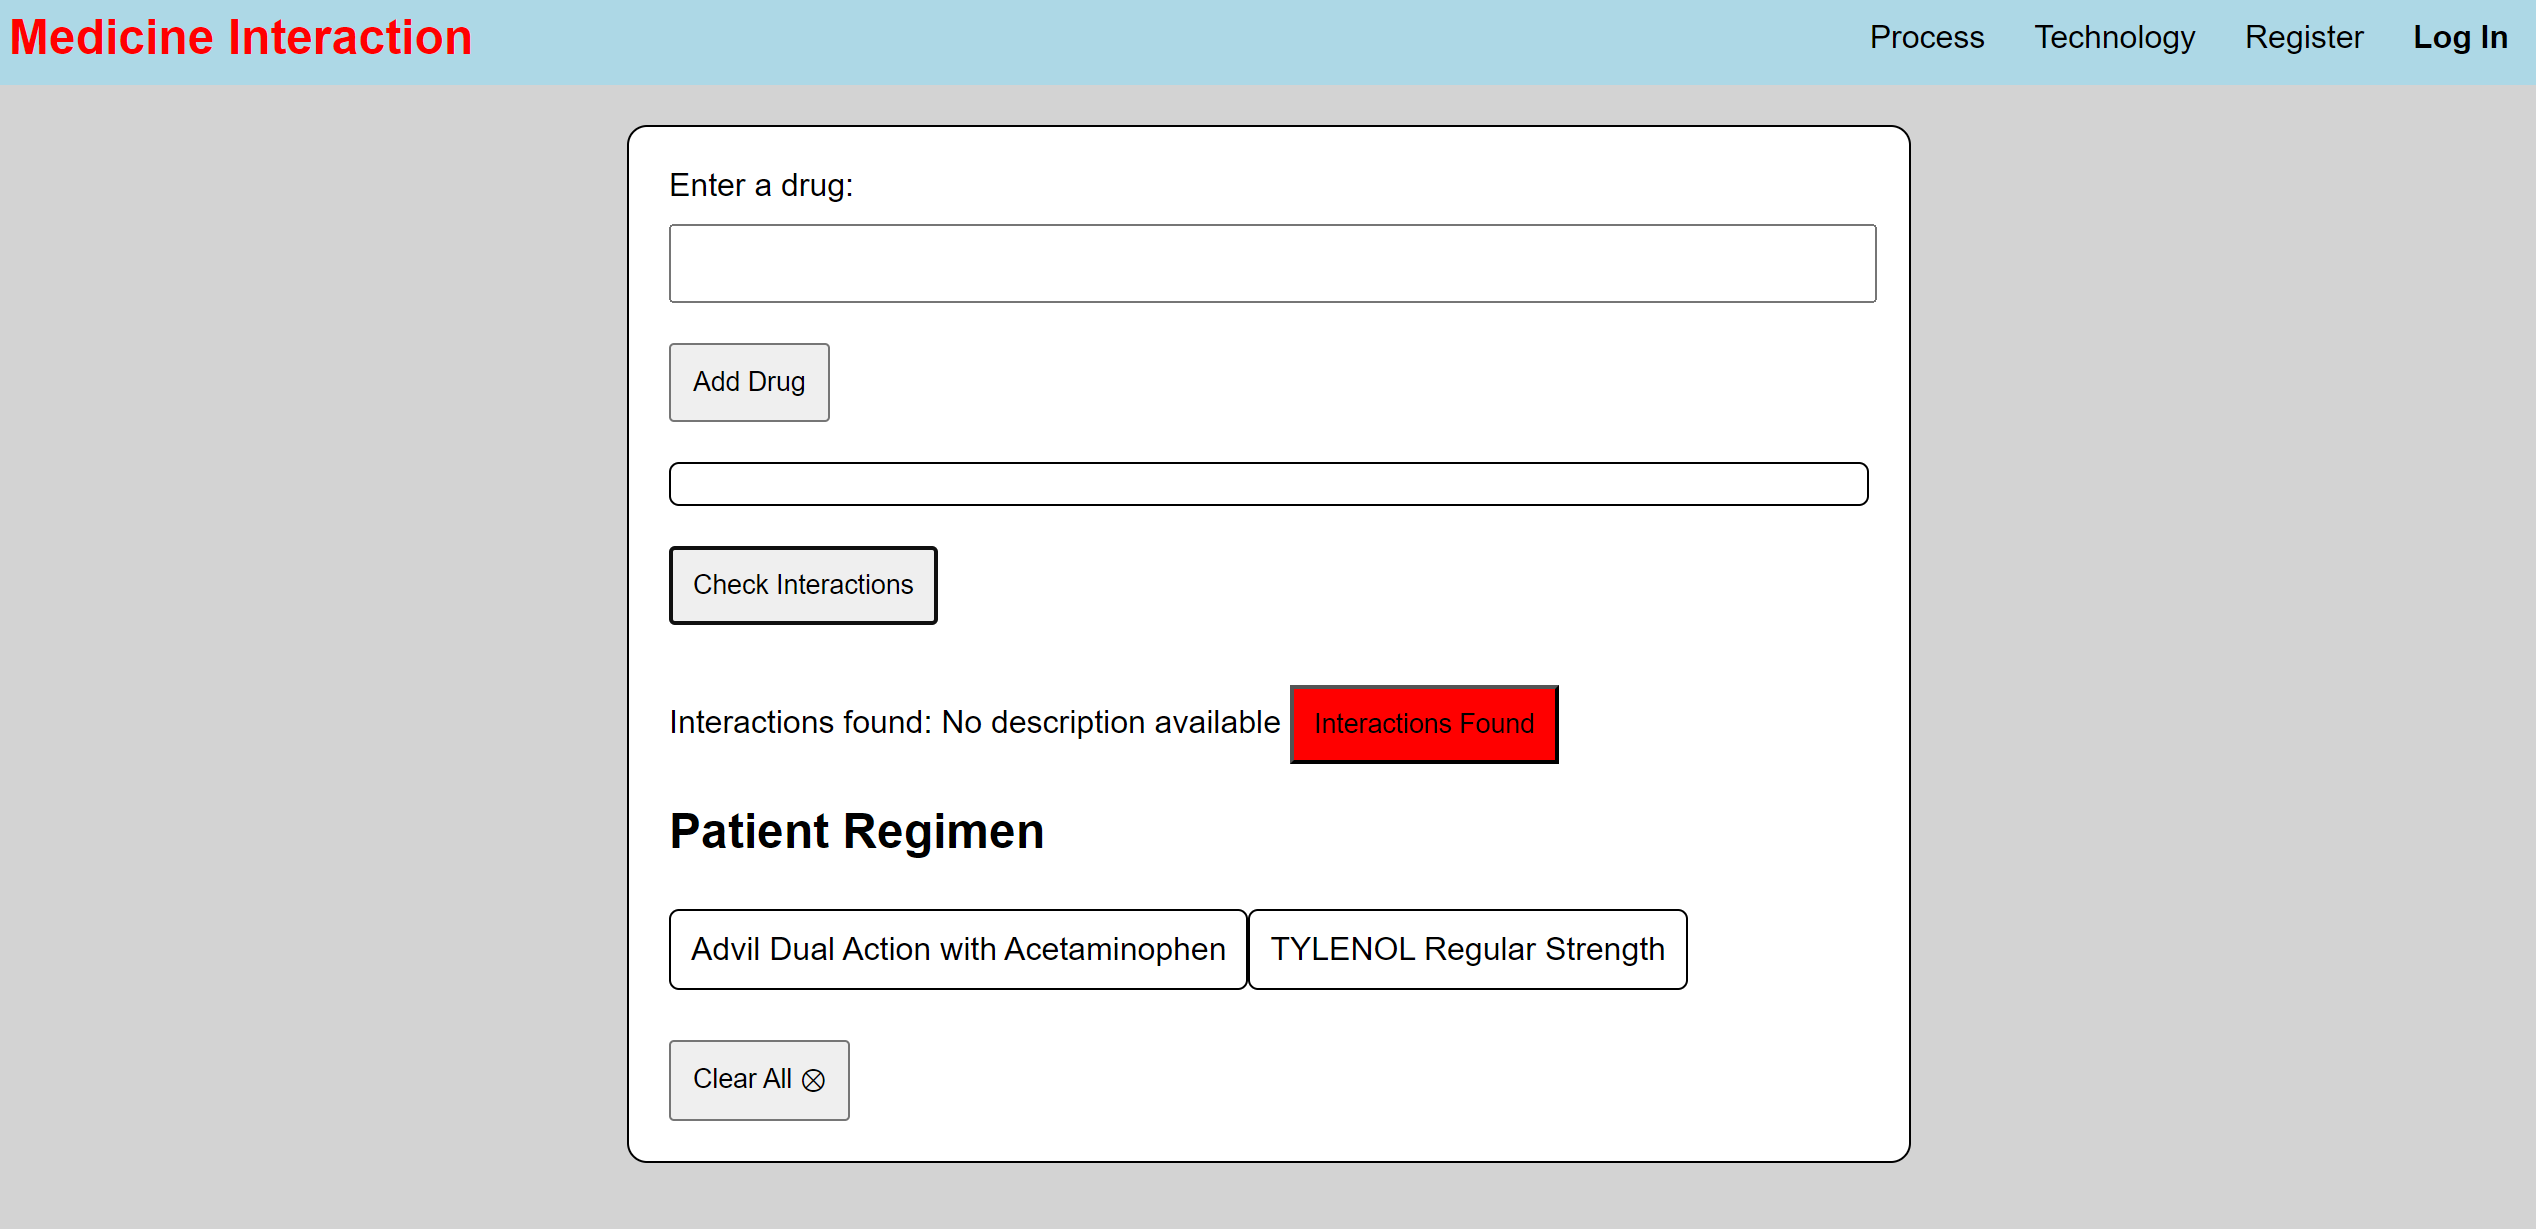 Medicine Interaction
Process Technology Register Log In
Enter a drug:
Add Drug
Check Interactions
Interactions found: No description available Interactions Found
Patient Regimen
Advil Dual Action with Acetaminophen TYLENOL Regular Strength
Clear All ⊗